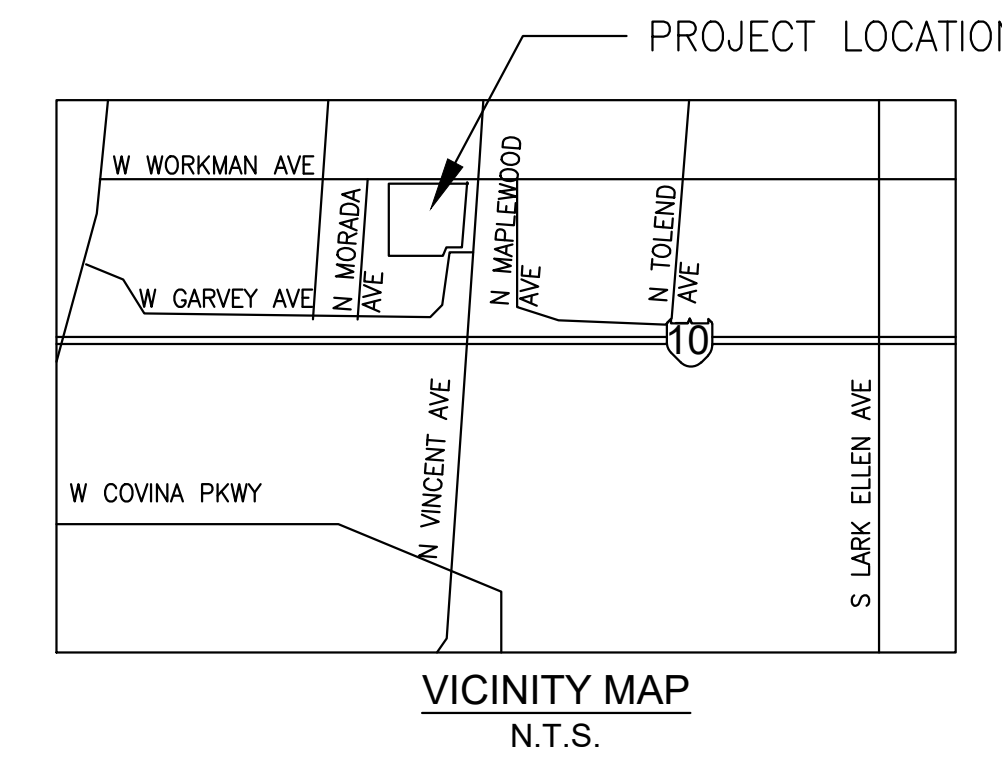 PROJECT LOCATION
W WORKMAN AVE
N MORADA
AVE
N MAPLEWOOD
AVE
N TOLEND
AVE
W GARVEY AVE
10
N VINCENT AVE
S LARK ELLEN AVE
W COVINA PKWY
VICINITY MAP
N.T.S.